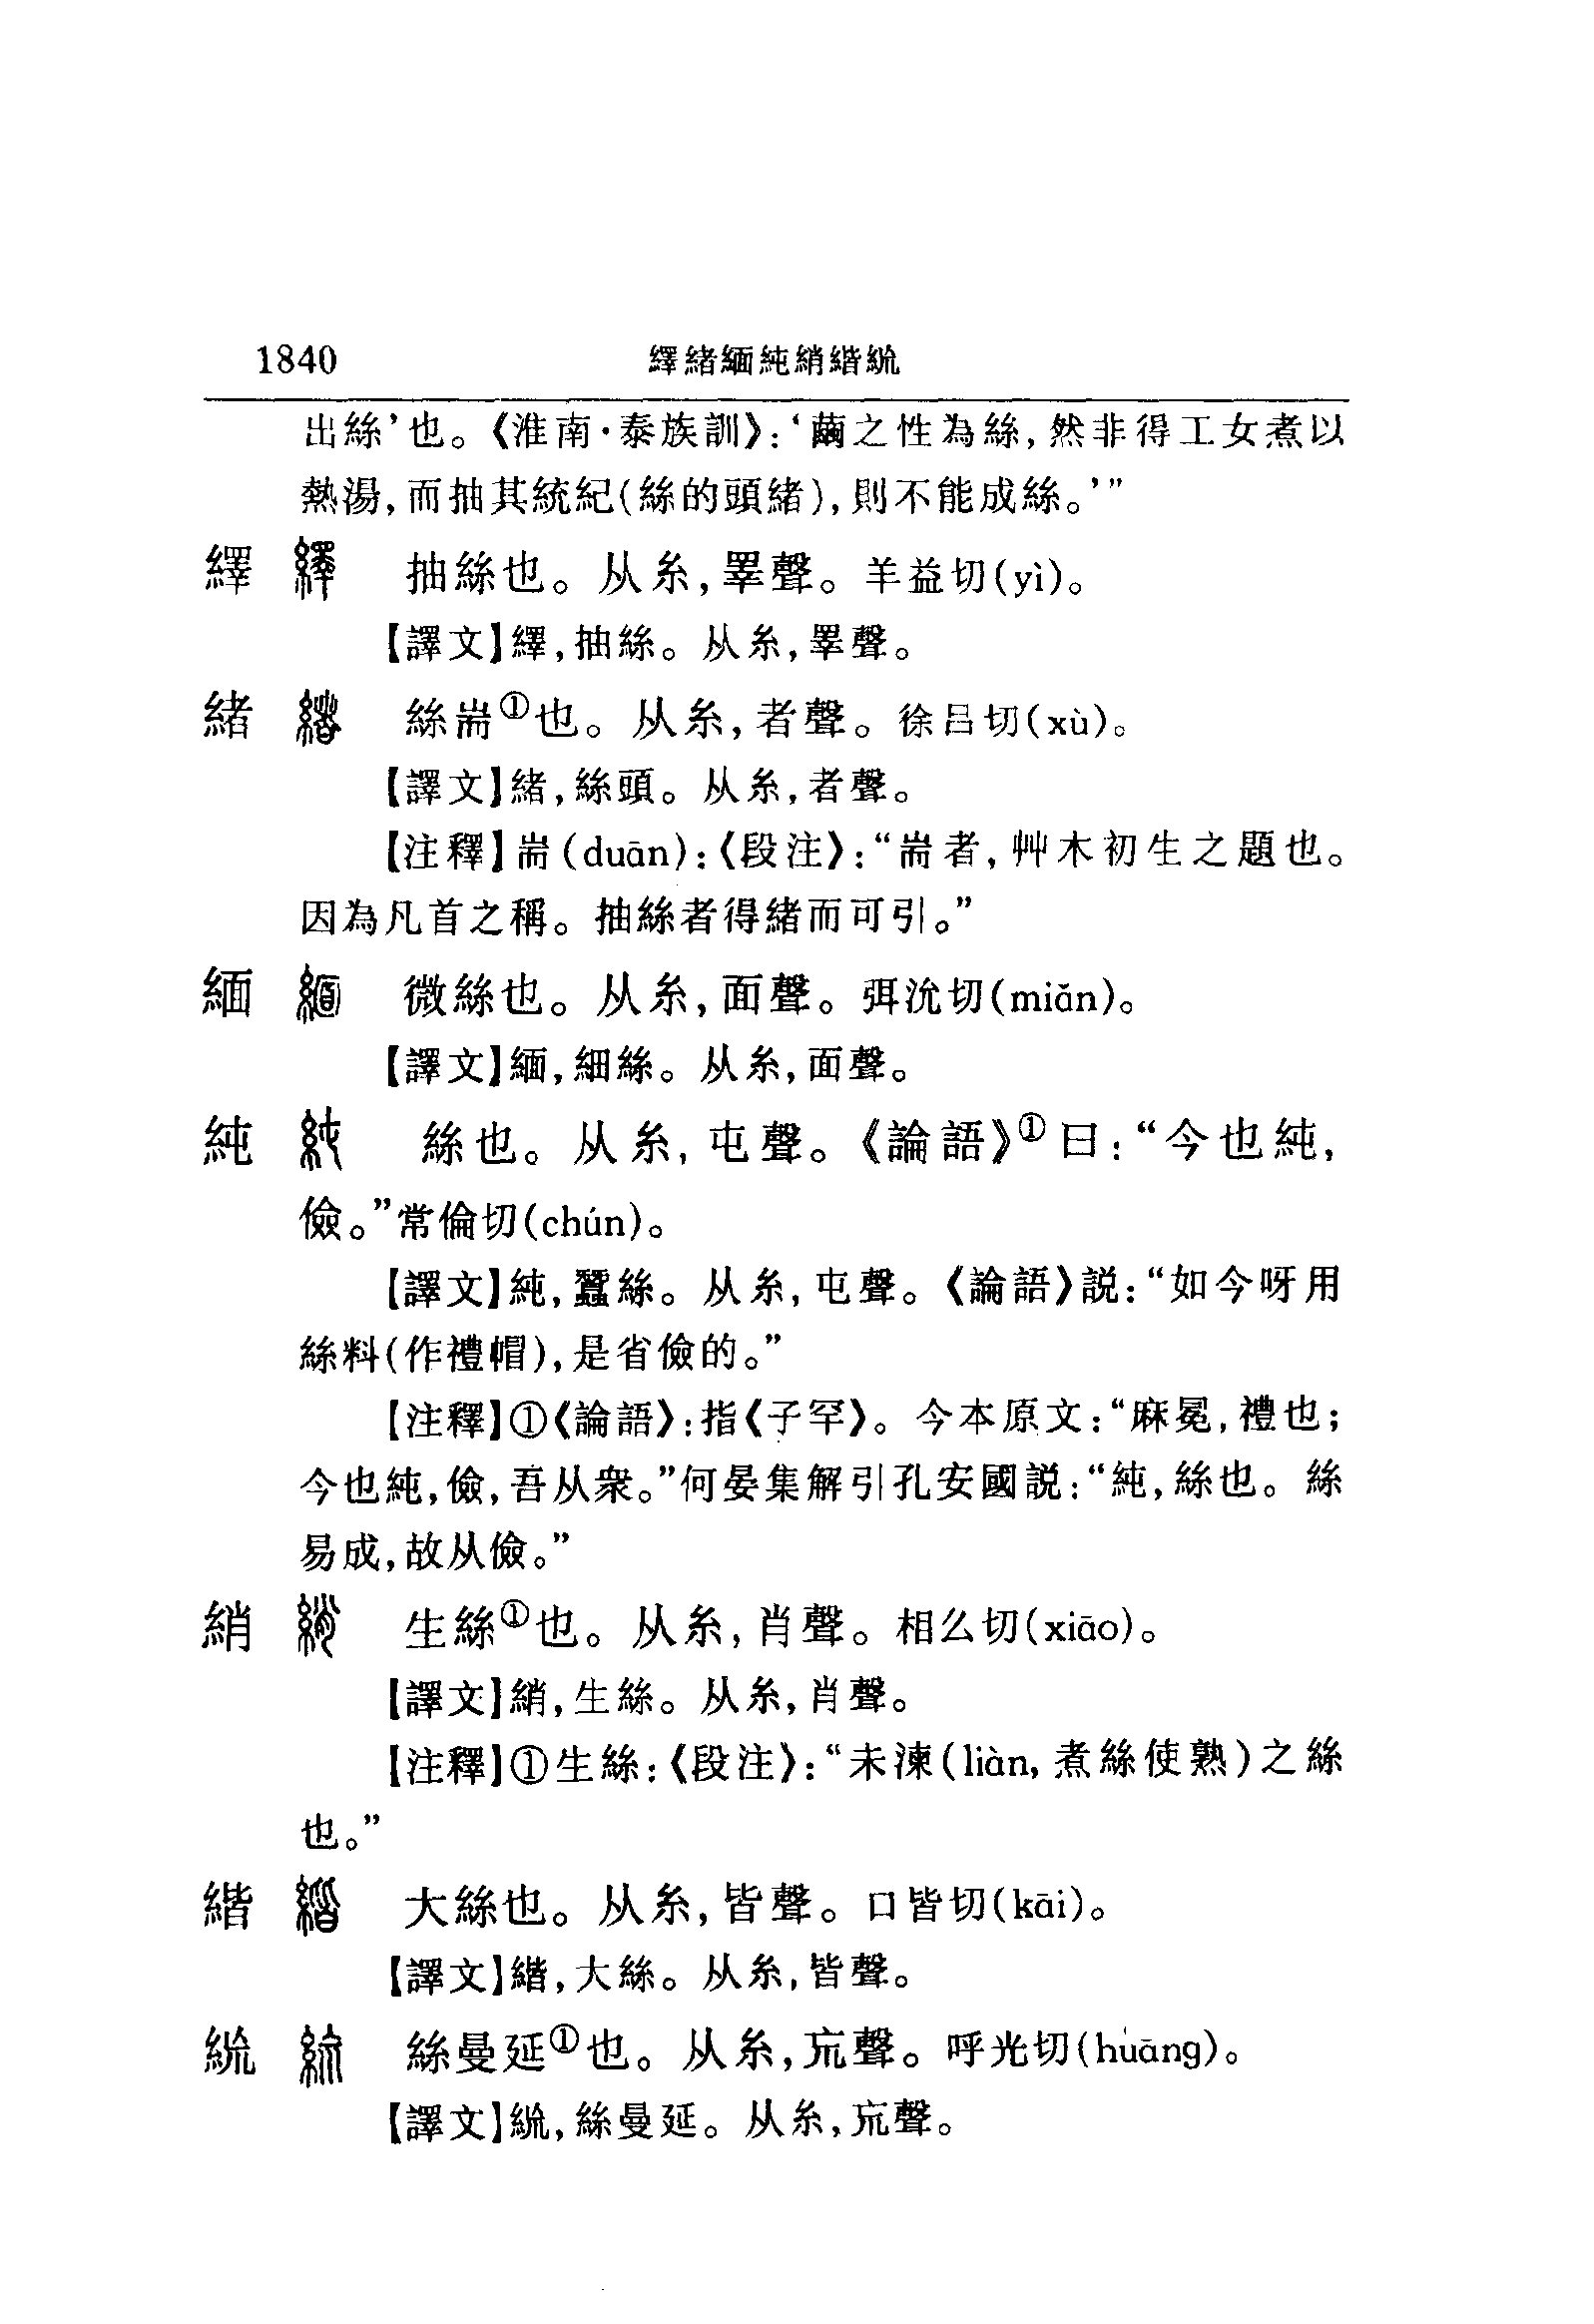 1840 繹緒緬純綃緒統
出絲’也。《淮南·泰族訓》:‘繭之性為絲,然非得工女煮以
熱湯,而抽其統紀(絲的頭緒),則不能成絲。’”
繹 抽絲也。从糸,睪聲。羊益切(yì)。
【譯文】繹,抽絲。从糸,睪聲。
緒 絲耑①也。从糸,者聲。徐吕切(xù)。
【譯文】緒,絲頭。从糸,者聲。
【注釋】耑(duān):《段注》:“耑者,艸木初生之題也。
因為凡首之稱。抽絲者得緒而可引。”
緬 微絲也。从糸,面聲。弭沇切(miǎn)。
【譯文】緬,細絲。从糸,面聲。
純 絲也。从糸,屯聲。《論語》①曰:“今也純,
儉。”常倫切(chún)。
【譯文】純,蠶絲。从糸,屯聲。《論語》説:“如今呀用
絲料(作禮帽),是省儉的。”
【注釋】①《論語》:指《子罕》。今本原文:“麻冕,禮也;
今也純,儉,吾从衆。”何晏集解引孔安國説:“純,絲也。絲
易成,故从儉。”
綃 生絲①也。从糸,肖聲。相么切(xiāo)。
【譯文】綃,生絲。从糸,肖聲。
【注釋】①生絲:《段注》:“未湅(liàn,煮絲使熟)之絲
也。”
緒 大絲也。从糸,皆聲。口皆切(kāi)。
【譯文】緒,大絲。从糸,皆聲。
絖 絲曼延①也。从糸,㡆聲。呼光切(huāng)。
【譯文】絖,絲曼延。从糸,㡆聲。